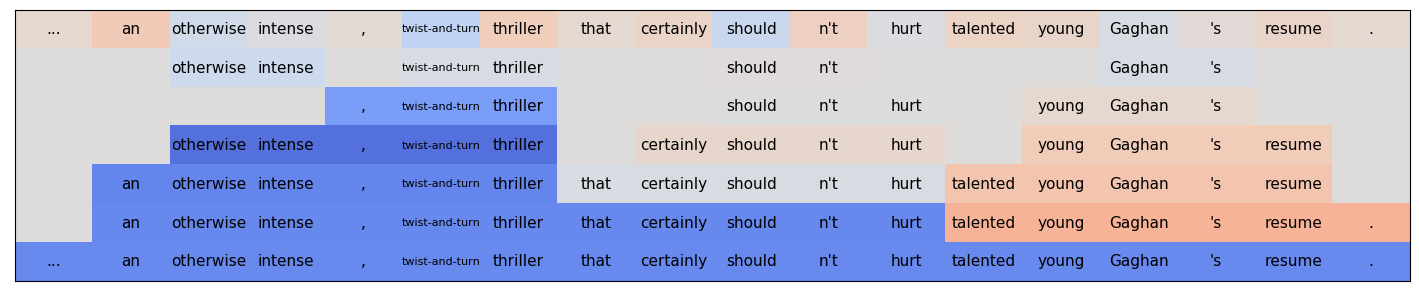 ... an otherwise intense , twist-and-turn thriller that certainly should n't hurt talented young Gaghan 's resume .
otherwise intense twist-and-turn thriller should n't Gaghan 's
, twist-and-turn thriller should n't hurt young Gaghan 's
otherwise intense , twist-and-turn thriller certainly should n't hurt young Gaghan 's resume
an otherwise intense , twist-and-turn thriller that certainly should n't hurt talented young Gaghan 's resume
an otherwise intense , twist-and-turn thriller that certainly should n't hurt talented young Gaghan 's resume .
... an otherwise intense , twist-and-turn thriller that certainly should n't hurt talented young Gaghan 's resume .